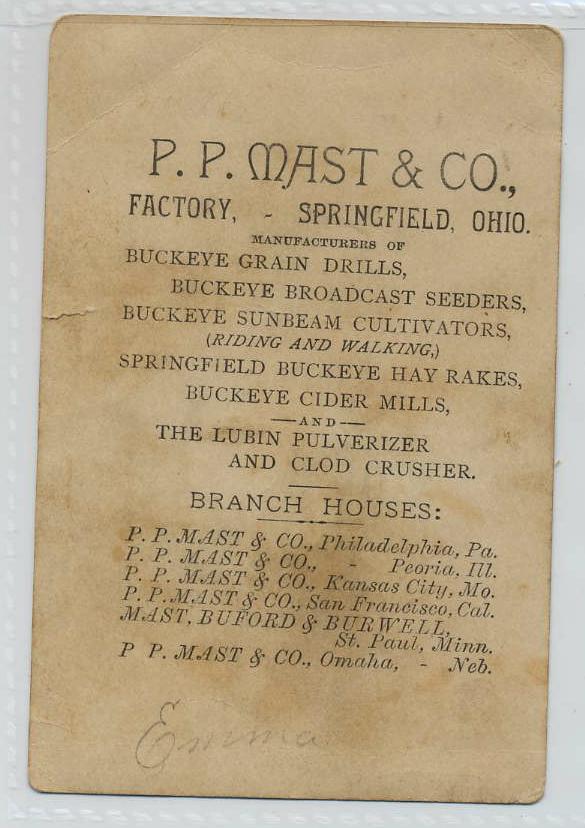 P. P. MAST & CO.,
FACTORY, - SPRINGFIELD, OHIO.
MANUFACTURERS OF
BUCKEYE GRAIN DRILLS,
BUCKEYE BROADCAST SEEDERS,
BUCKEYE SUNBEAM CULTIVATORS,
(RIDING AND WALKING,)
SPRINGFIELD BUCKEYE HAY RAKES,
BUCKEYE CIDER MILLS,
—AND—
THE LUBIN PULVERIZER
AND CLOD CRUSHER.
BRANCH HOUSES:
P. P. MAST & CO., Philadelphia, Pa.
P. P. MAST & CO., - Peoria, Ill.
P. P. MAST & CO., Kansas City, Mo.
P. P. MAST & CO., San Francisco, Cal.
MAST, BUFORD & BURWELL,
St. Paul, Minn.
P P. MAST & CO., Omaha, - Neb.
Emma